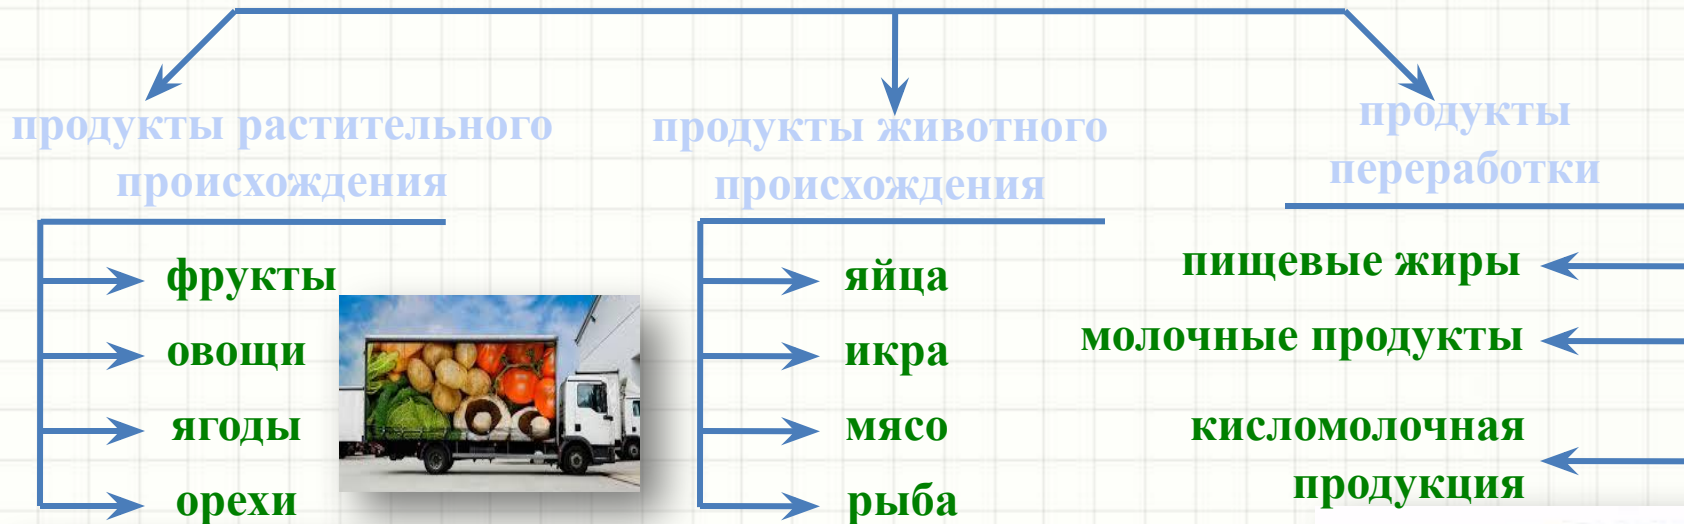 продукты растительного
происхождения
фрукты
овощи
ягоды
орехи
продукты животного
происхождения
яйца
икра
мясо
рыба
продукты
переработки
пищевые жиры
молочные продукты
кисломолочная
продукция